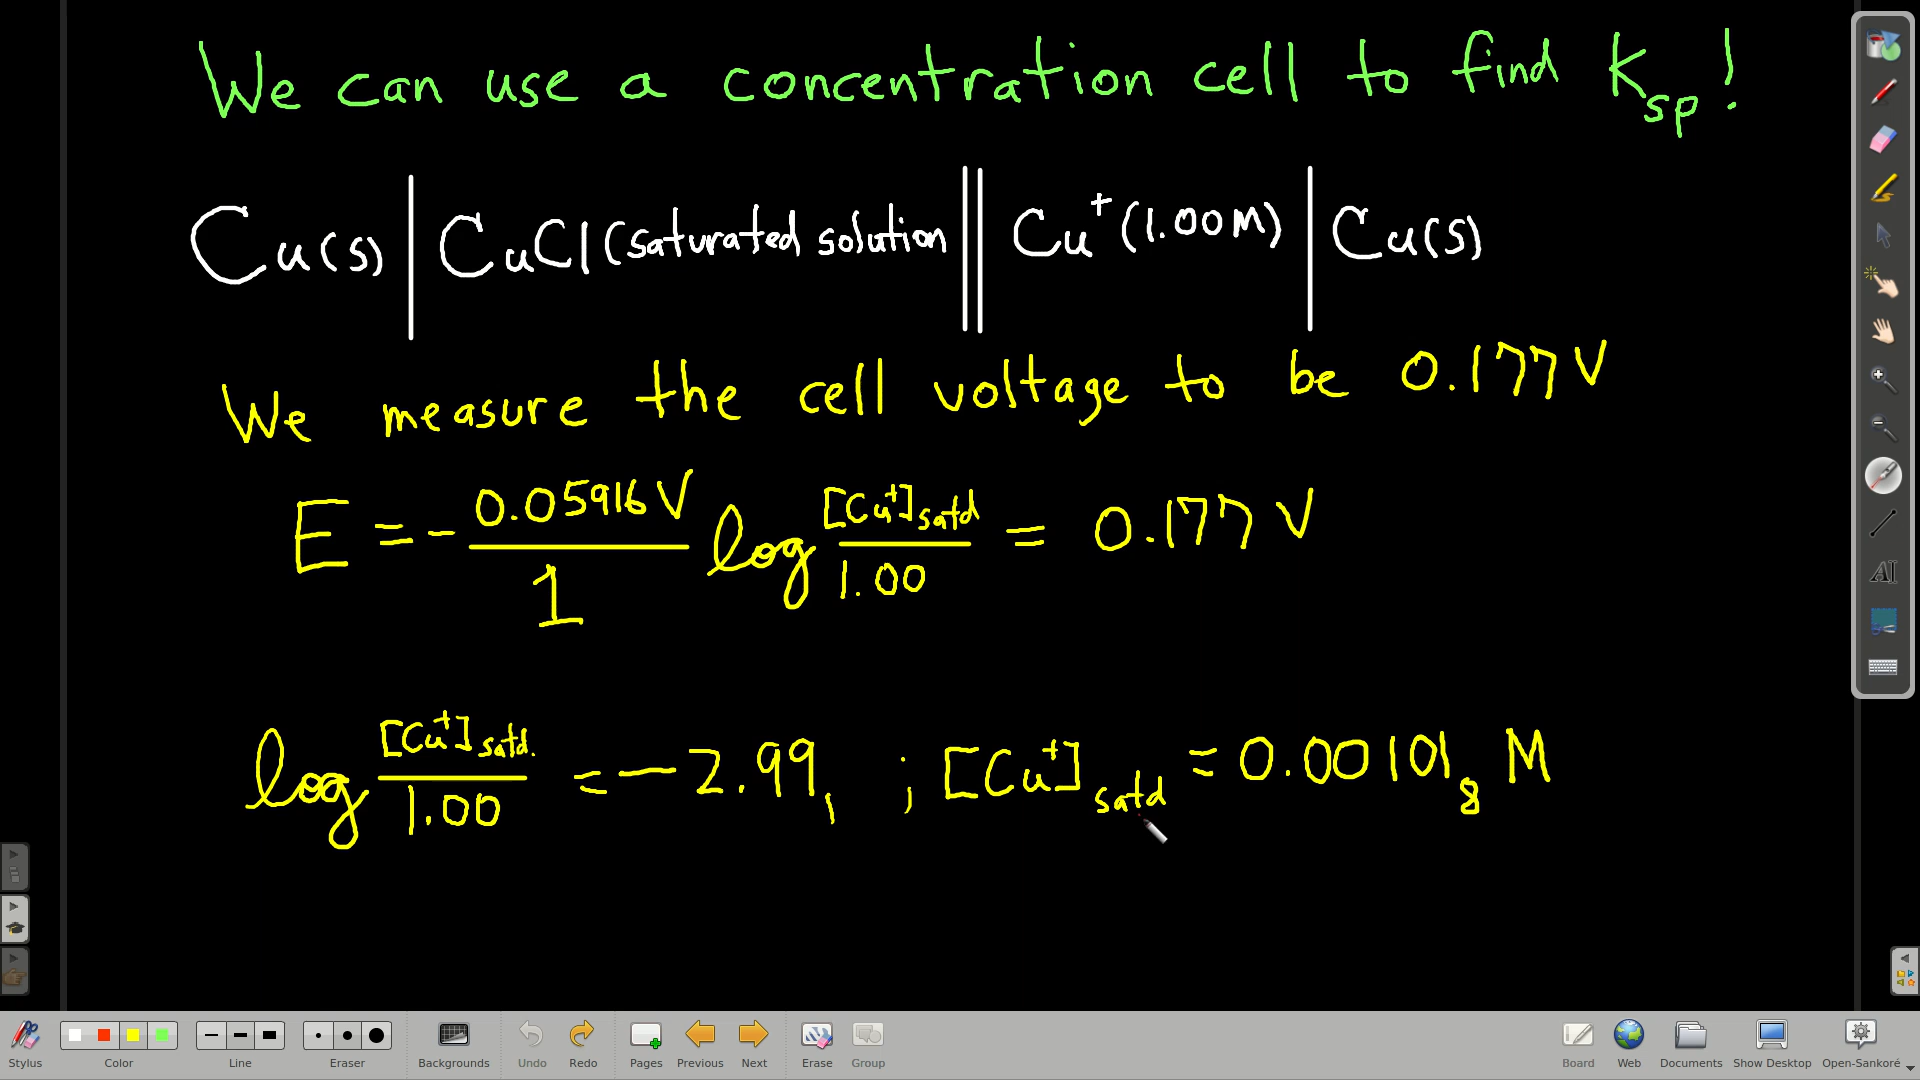 We can use a concentration cell to find Ksp!
Cu(s) | CuCl (saturated solution || Cu⁺ (1.00 M) | Cu(s)
We measure the cell voltage to be 0.177 V
E = - 0.05916 V / 1 log [Cu⁺]satd / 1.00 = 0.177 V
log [Cu⁺]satd. / 1.00 = -2.99₁ ; [Cu⁺]satd = 0.00101₈ M
AI
Stylus Color Line Eraser Backgrounds Undo Redo Pages Previous Next Erase Group Board Web Documents Show Desktop Open-Sankoré